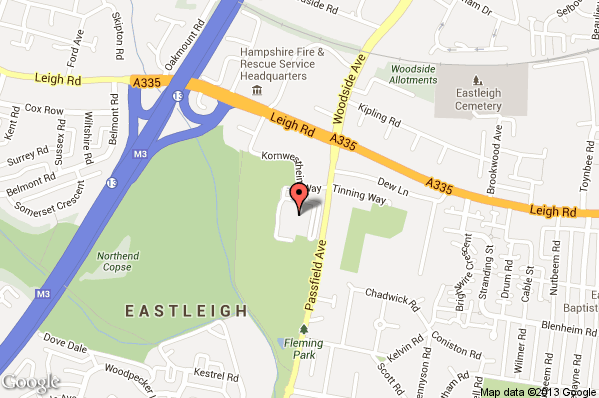 Skipton Rd
Ford Ave
Oakmount Rd
Woodside Ave
Leigh Rd
A335
Hampshire Fire &
Rescue Service
Headquarters
Woodside
Allotments
Eastleigh
Cemetery
Kipling Rd
Cox Row
Kent Rd
Sussex Rd
Wiltshire Rd
Belmont Rd
13
Leigh Rd
A335
Brookwood Ave
Toynbee Rd
M3
Surrey Rd
Belmont Rd
Somerset Crescent
13
Kornwestheim
Way
Tinning Way
Dew Ln
A335
Leigh Rd
Northend
Copse
M3
EASTLEIGH
Passfield Ave
Stranding St
Drum Rd
Cable St
Nutbeem Rd
Chadwick Rd
Blenheim Rd
Fleming
Park
Dove Dale
Woodpecker
Kestrel Rd
Kelvin Rd
Coniston Rd
Scott Rd
Wilmer Rd
Google
Map data ©2013 Google